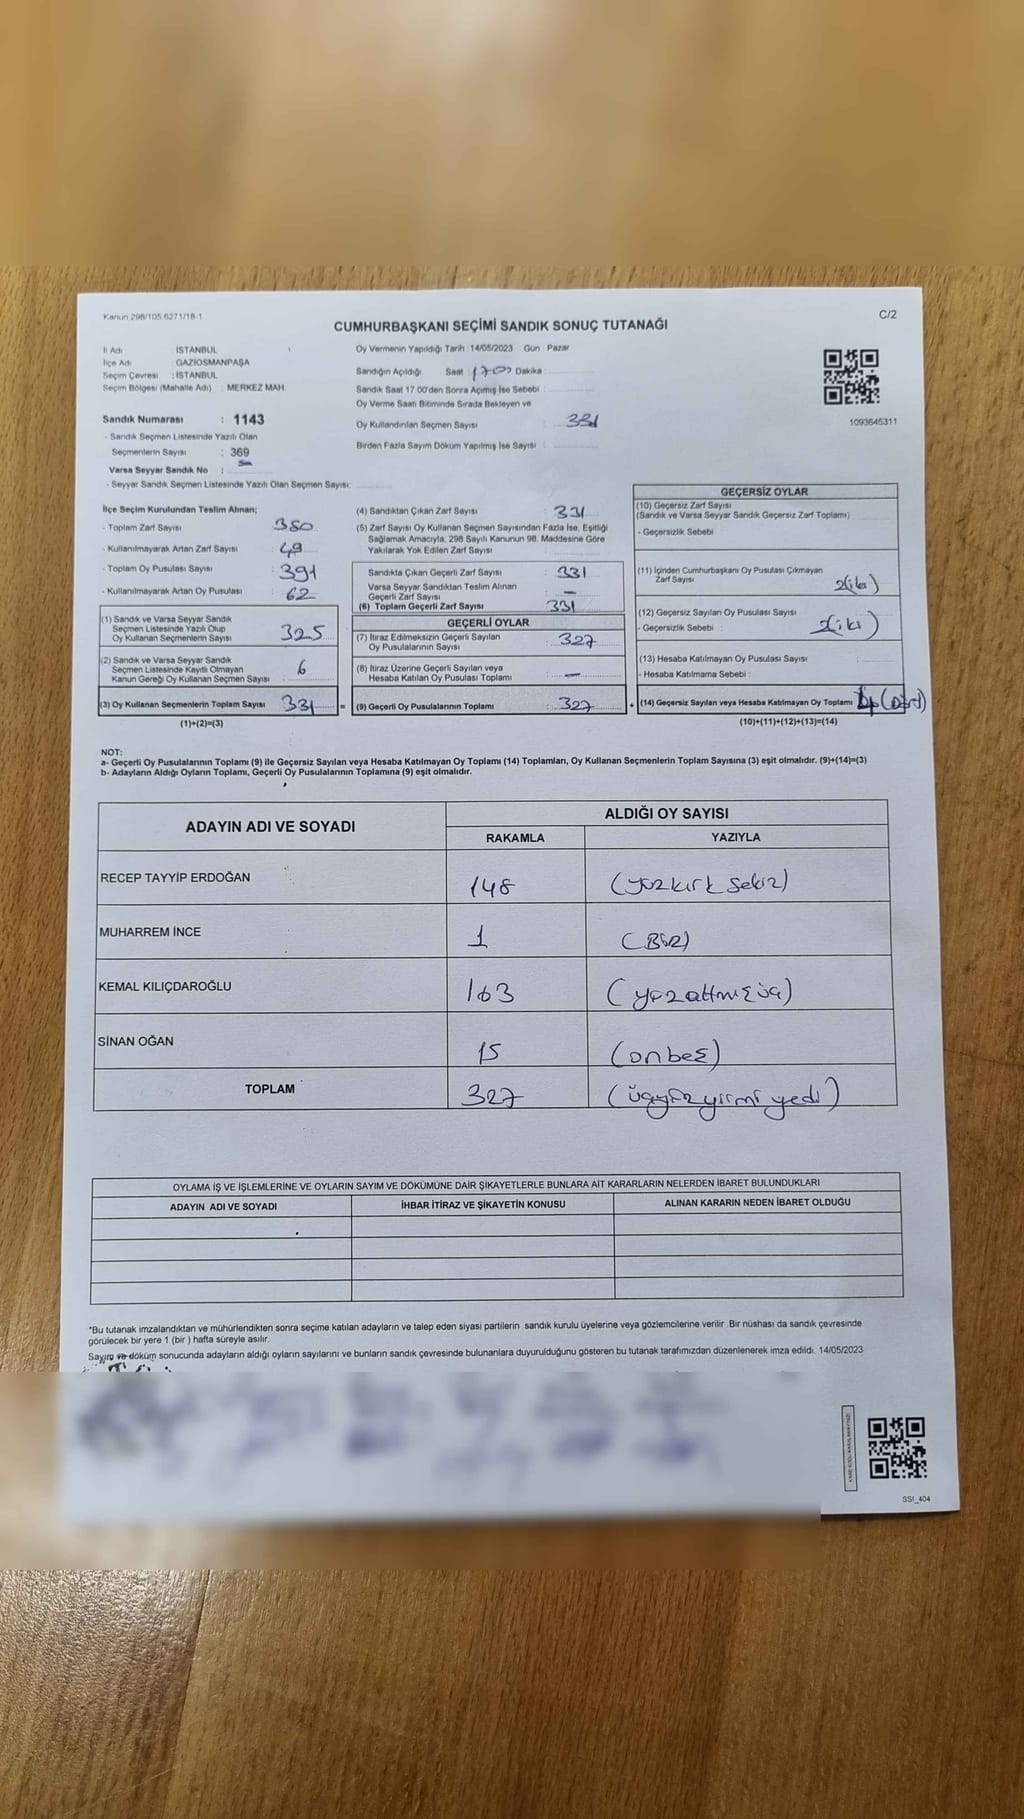 Kanun.298/105.6271/18-1
C/2
CUMHURBAŞKANI SEÇİMİ SANDIK SONUÇ TUTANAĞI
İl Adı : İSTANBUL
İlçe Adı : GAZİOSMANPAŞA
Seçim Çevresi : İSTANBUL
Seçim Bölgesi (Mahalle Adı) : MERKEZ MAH.
Sandık Numarası : 1143
- Sandık Seçmen Listesinde Yazılı Olan
Seçmenlerin Sayısı : 369
Varsa Seyyar Sandık No :
- Seyyar Sandık Seçmen Listesinde Yazılı Olan Seçmen Sayısı:
Oy Vermenin Yapıldığı Tarih : 14/05/2023 Gün : Pazar
Sandığın Açıldığı Saat : 1700 Dakika :
Sandık Saat 17.00'den Sonra Açımış İse Sebebi :
Oy Verme Saati Bitiminde Sırada Bekleyen ve
Oy Kullandırılan Seçmen Sayısı : 331
Birden Fazla Sayım Döküm Yapılmış İse Sayısı :
1093645311
İlçe Seçim Kurulundan Teslim Alınan;
- Toplam Zarf Sayısı : 380
- Kullanılmayarak Artan Zarf Sayısı : 49
- Toplam Oy Pusulası Sayısı : 391
- Kullanılmayarak Artan Oy Pusulası : 62
(1) Sandık ve Varsa Seyyar Sandık
Seçmen Listesinde Yazılı Olup
Oy Kullanan Seçmenlerin Sayısı : 325
(2) Sandık ve Varsa Seyyar Sandık
Seçmen Listesinde Kayıtlı Olmayan
Kanun Gereği Oy Kullanan Seçmen Sayısı : 6
(3) Oy Kullanan Seçmenlerin Toplam Sayısı : 331 =
(1)+(2)=(3)
(4) Sandıktan Çıkan Zarf Sayısı : 331
(5) Zarf Sayısı Oy Kullanan Seçmen Sayısından Fazla İse, Eşitliği
Sağlamak Amacıyla, 298 Sayılı Kanunun 98. Maddesine Göre
Yakılarak Yok Edilen Zarf Sayısı :
Sandıkta Çıkan Geçerli Zarf Sayısı : 331
Varsa Seyyar Sandıktan Teslim Alınan
Geçerli Zarf Sayısı : -
(6) Toplam Geçerli Zarf Sayısı : 331
GEÇERLİ OYLAR
(7) İtiraz Edilmeksizin Geçerli Sayılan
Oy Pusulalarının Sayısı : 327
(8) İtiraz Üzerine Geçerli Sayılan veya
Hesaba Katılan Oy Pusulası Toplamı : -
(9) Geçerli Oy Pusulalarının Toplamı : 327 +
GEÇERSİZ OYLAR
(10) Geçersiz Zarf Sayısı
(Sandık ve Varsa Seyyar Sandık Geçersiz Zarf Toplamı) :
- Geçersizlik Sebebi :
(11) İçinden Cumhurbaşkanı Oy Pusulası Çıkmayan
Zarf Sayısı : 2(iki)
(12) Geçersiz Sayılan Oy Pusulası Sayısı :
- Geçersizlik Sebebi : 2(iki)
(13) Hesaba Katılmayan Oy Pusulası Sayısı :
- Hesaba Katılmama Sebebi :
(14) Geçersiz Sayılan veya Hesaba Katılmayan Oy Toplamı : 4 (Dört)
(10)+(11)+(12)+(13)=(14)
NOT:
a- Geçerli Oy Pusulalarının Toplamı (9) ile Geçersiz Sayılan veya Hesaba Katılmayan Oy Toplamı (14) Toplamları, Oy Kullanan Seçmenlerin Toplam Sayısına (3) eşit olmalıdır. (9)+(14)=(3)
b- Adayların Aldığı Oyların Toplamı, Geçerli Oy Pusulalarının Toplamına (9) eşit olmalıdır.
ADAYIN ADI VE SOYADI
ALDIĞI OY SAYISI
RAKAMLA YAZIYLA
RECEP TAYYİP ERDOĞAN 148 (yüzkırk sekiz)
MUHARREM İNCE 1 (Bir)
KEMAL KILIÇDAROĞLU 163 (yüzaltmışüç)
SİNAN OĞAN 15 (onbeş)
TOPLAM 327 (üçyüzyirmi yedi)
OYLAMA İŞ VE İŞLEMLERİNE VE OYLARIN SAYIM VE DÖKÜMÜNE DAİR ŞİKAYETLERLE BUNLARA AİT KARARLARIN NELERDEN İBARET BULUNDUKLARI
ADAYIN ADI VE SOYADI İHBAR İTİRAZ VE ŞİKAYETİN KONUSU ALINAN KARARIN NEDEN İBARET OLDUĞU
*Bu tutanak imzalandıktan ve mühürlendikten sonra seçime katılan adayların ve talep eden siyasi partilerin sandık kurulu üyelerine veya gözlemcilerine verilir .Bir nüshası da sandık çevresinde
görülecek bir yere 1 (bir ) hafta süreyle asılır.
Sayım ve döküm sonucunda adayların aldığı oyların sayılarını ve bunların sandık çevresinde bulunanlara duyurulduğunu gösteren bu tutanak tarafımızdan düzenlenerek imza edildi. 14/05/2023
SSI_404